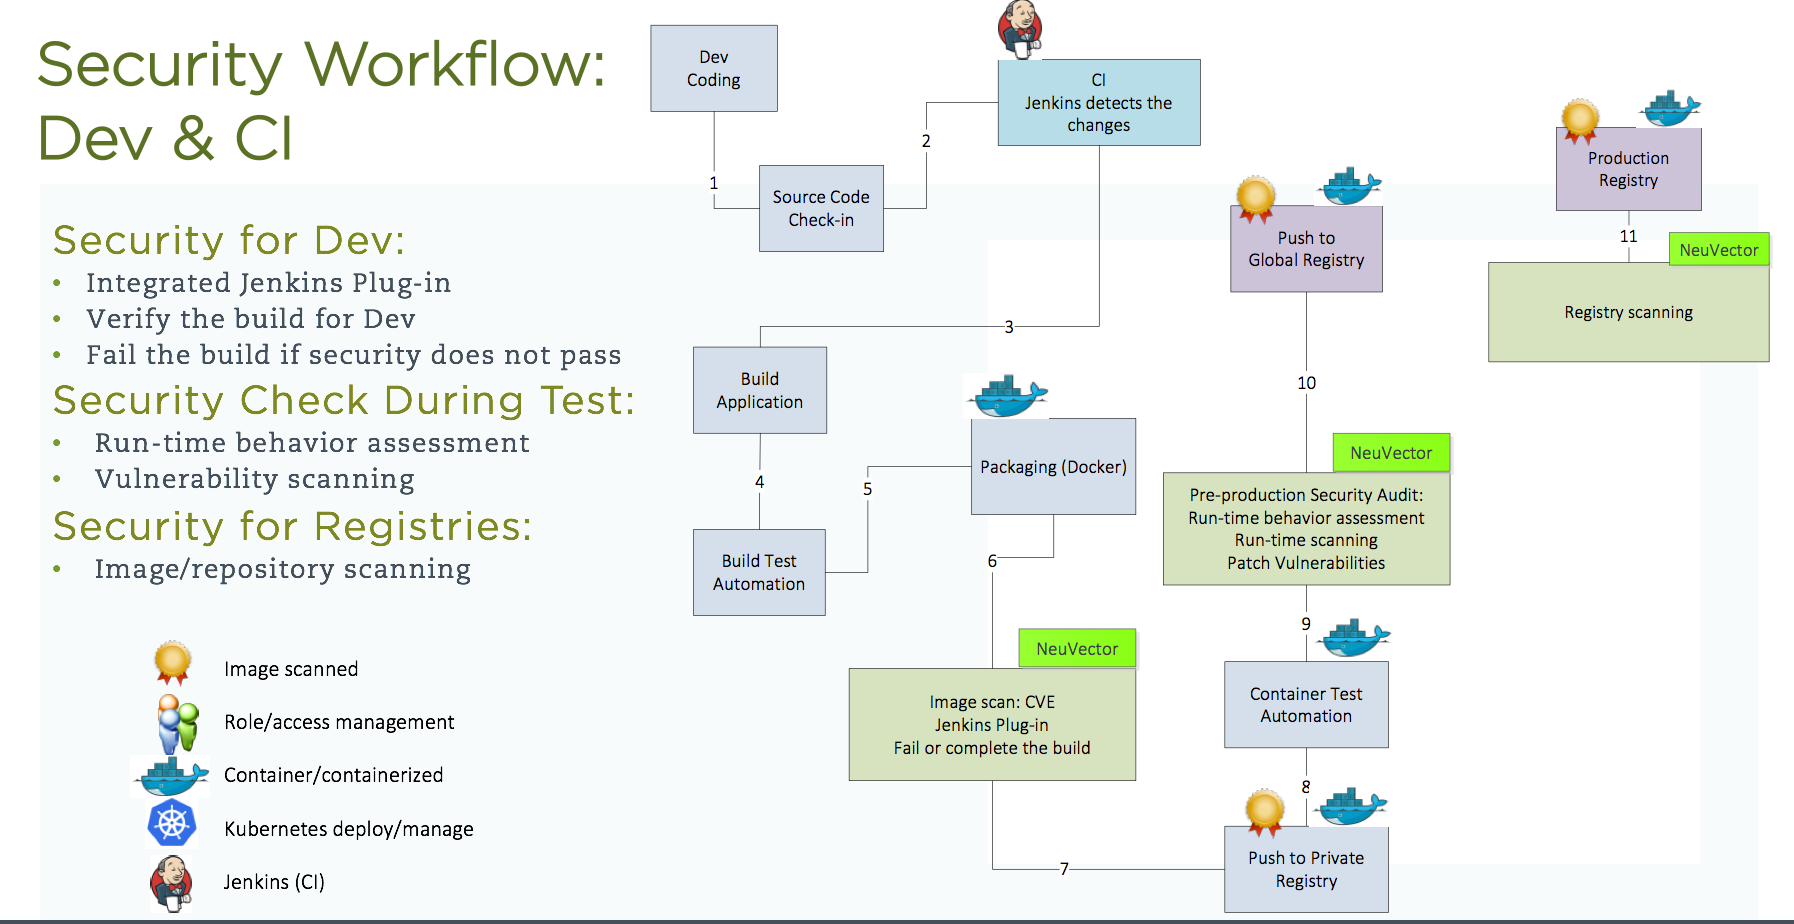 Security Workflow:
Dev & CI
Security for Dev:
• Integrated Jenkins Plug-in
• Verify the build for Dev
• Fail the build if security does not pass
Security Check During Test:
• Run-time behavior assessment
• Vulnerability scanning
Security for Registries:
• Image/repository scanning
Image scanned
Role/access management
Container/containerized
Kubernetes deploy/manage
Jenkins (CI)
Dev
Coding
1
Source Code
Check-in
2
CI
Jenkins detects the
changes
3
Build
Application
4
Build Test
Automation
5
Packaging (Docker)
6
NeuVector
Image scan: CVE
Jenkins Plug-in
Fail or complete the build
7
Push to Private
Registry
8
Container Test
Automation
9
NeuVector
Pre-production Security Audit:
Run-time behavior assessment
Run-time scanning
Patch Vulnerabilities
10
Push to
Global Registry
Production
Registry
11
NeuVector
Registry scanning